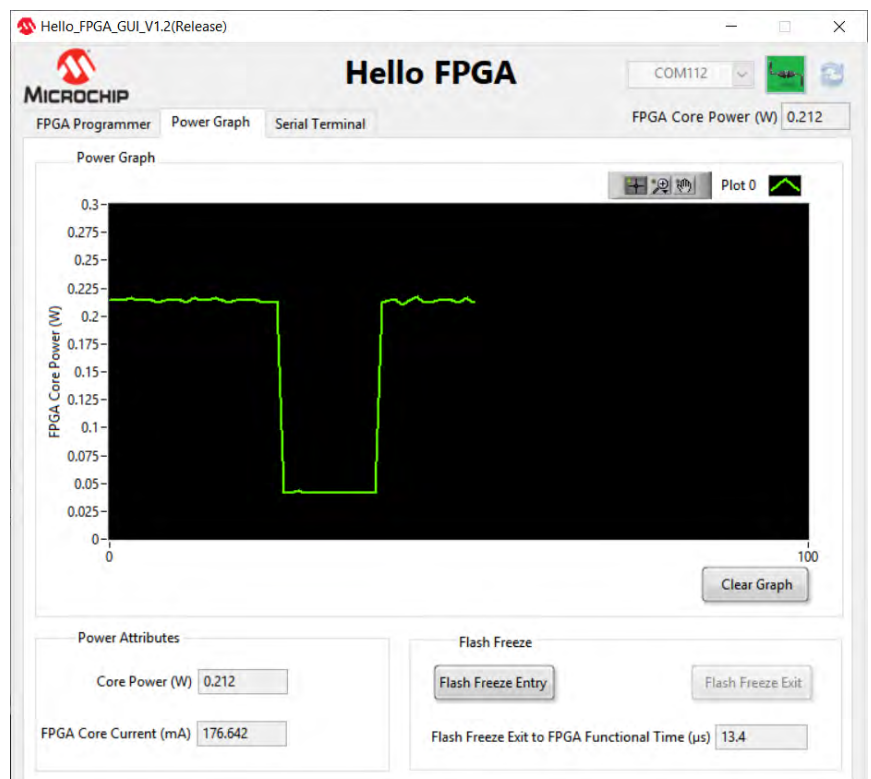 Hello_FPGA_GUI_V1.2(Release)
MICROCHIP
Hello FPGA
COM112
FPGA Programmer
Power Graph
Serial Terminal
FPGA Core Power (W) 0.212
Power Graph
Plot 0
FPGA Core Power (W)
0.3
0.275
0.25
0.225
0.2
0.175
0.15
0.125
0.1
0.075
0.05
0.025
0
0
100
Clear Graph
Power Attributes
Core Power (W) 0.212
FPGA Core Current (mA) 176.642
Flash Freeze
Flash Freeze Entry
Flash Freeze Exit
Flash Freeze Exit to FPGA Functional Time (µs) 13.4